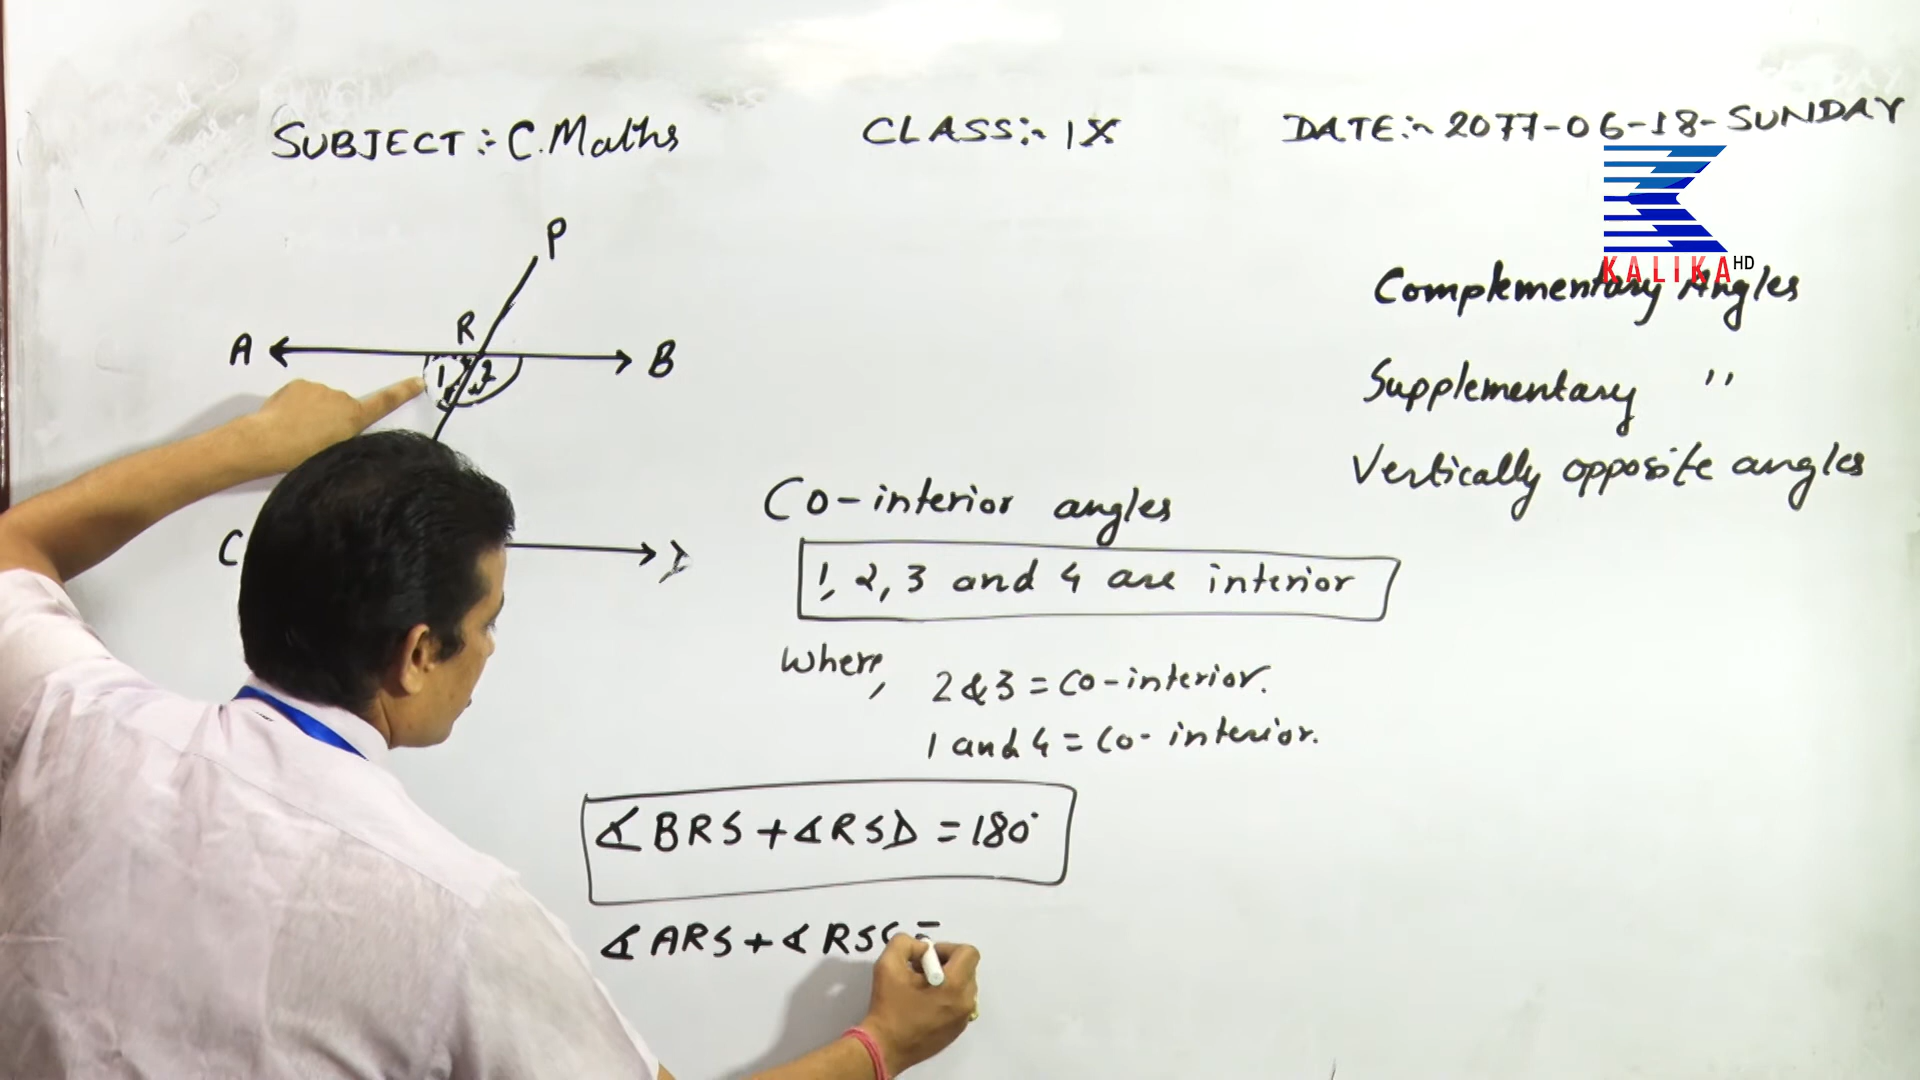 SUBJECT:- C.Maths
CLASS:- IX
DATE:- 2077-06-18-SUNDAY
KALIKA HD
P
R
A
B
1 2
C
Complementary Angles
Supplementary "
Vertically opposite angles
Co-interior angles
1, 2, 3 and 4 are interior
where,
2 & 3 = Co-interior.
1 and 4 = Co-interior.
∡BRS + ∡RSD = 180°
∡ARS + ∡RSC =